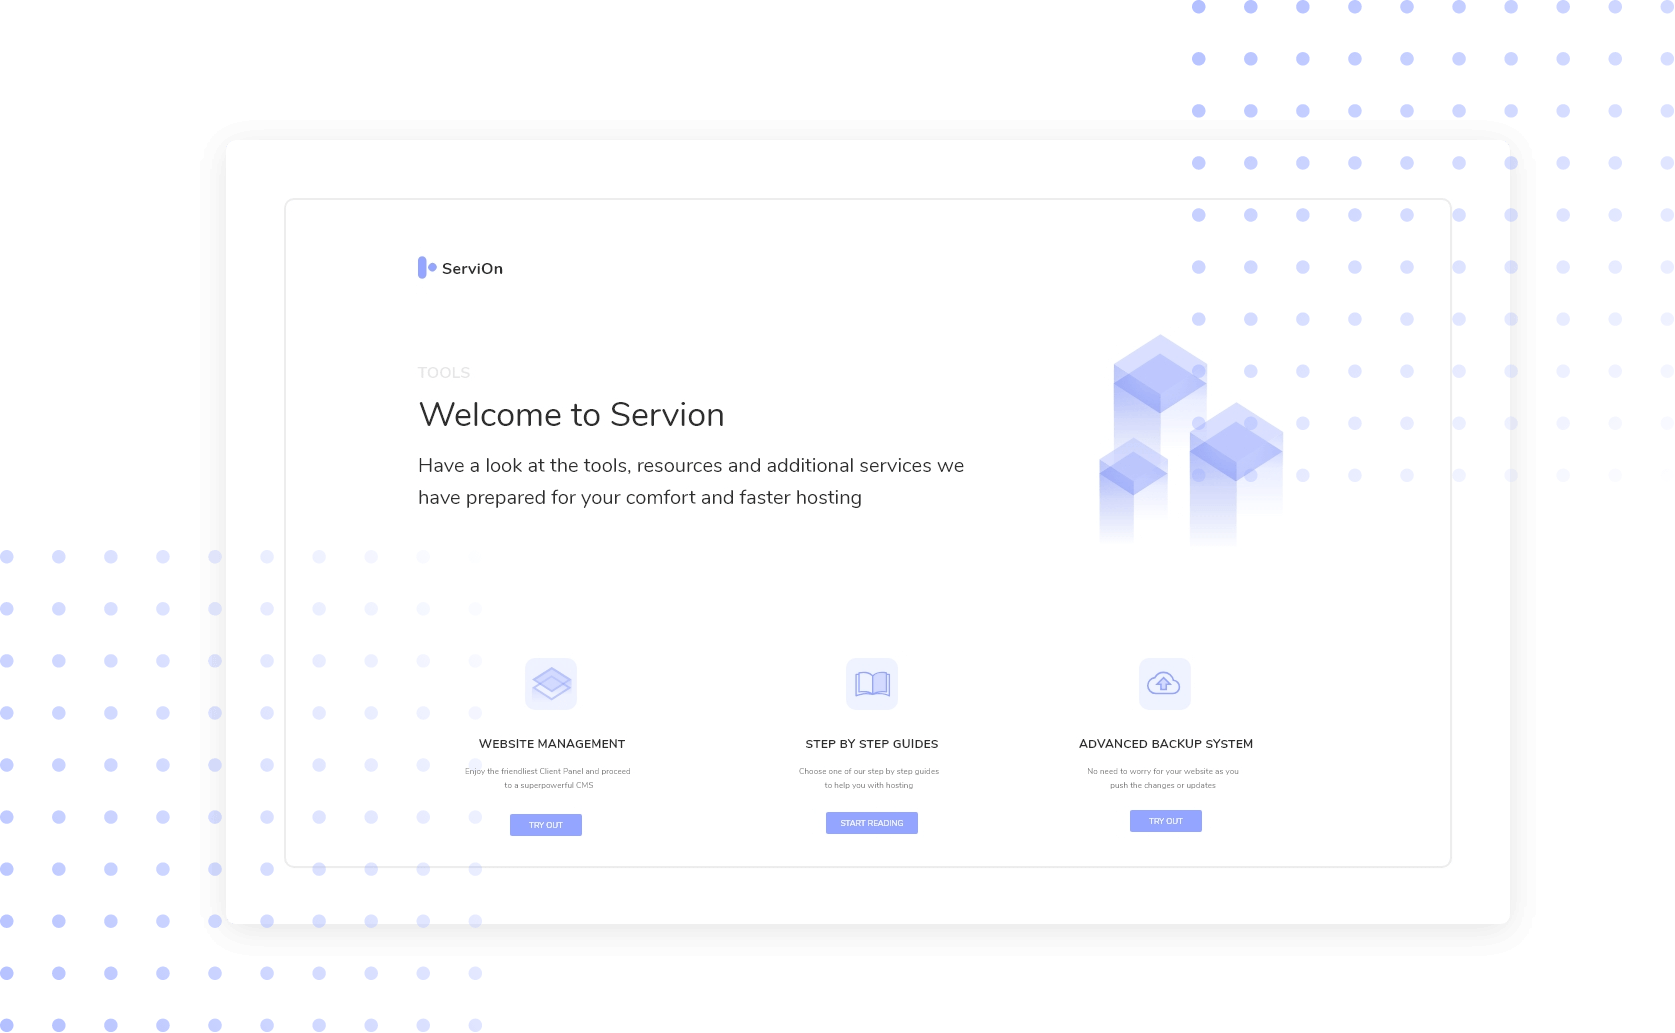 ServiOn
TOOLS
Welcome to Servion
Have a look at the tools, resources and additional services we
have prepared for your comfort and faster hosting
WEBSITE MANAGEMENT
Enjoy the friendliest Client Panel and proceed
to a superpowerful CMS
TRY OUT
STEP BY STEP GUIDES
Choose one of our step by step guides
to help you with hosting
START READING
ADVANCED BACKUP SYSTEM
No need to worry for your website as you
push the changes or updates
TRY OUT